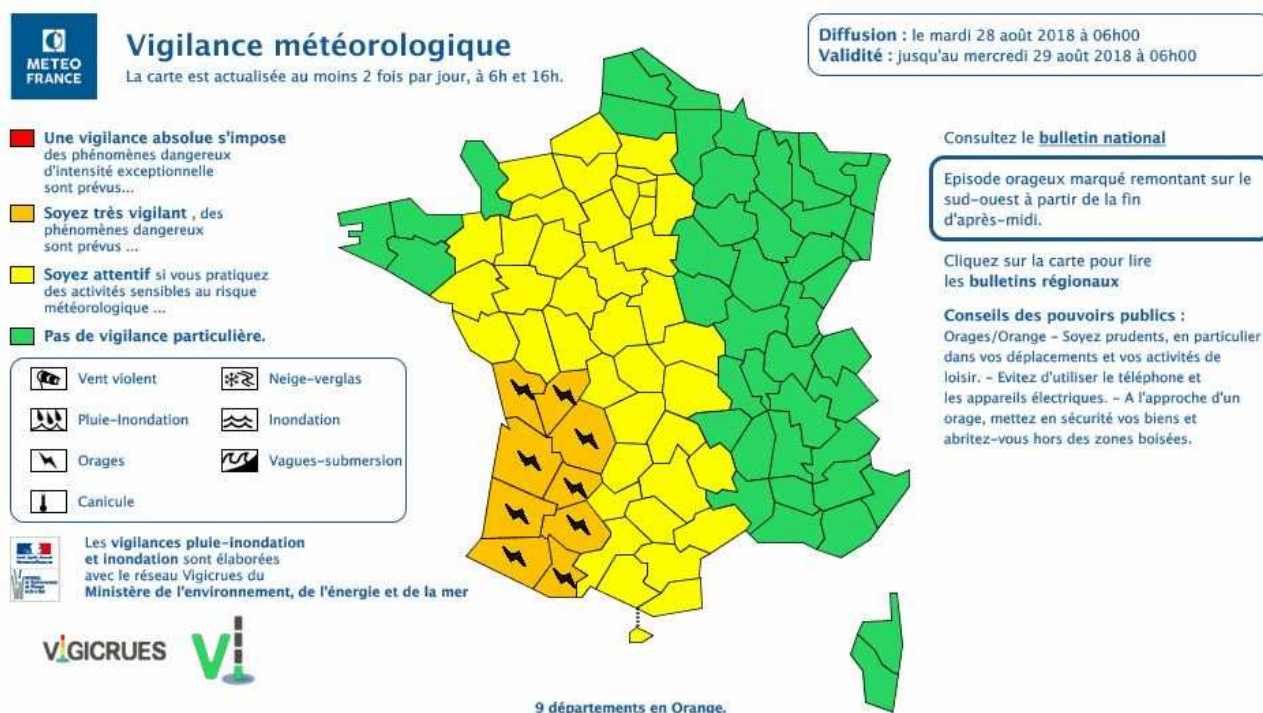 METEO
FRANCE
Vigilance météorologique
La carte est actualisée au moins 2 fois par jour, à 6h et 16h.
Diffusion : le mardi 28 août 2018 à 06h00
Validité : jusqu'au mercredi 29 août 2018 à 06h00
Une vigilance absolue s'impose
des phénomènes dangereux
d'intensité exceptionnelle
sont prévus...
Soyez très vigilant , des
phénomènes dangereux
sont prévus ...
Soyez attentif si vous pratiquez
des activités sensibles au risque
météorologique ...
Pas de vigilance particulière.
Vent violent
Neige-verglas
Pluie-Inondation
Inondation
Orages
Vagues-submersion
Canicule
Les vigilances pluie-inondation
et inondation sont élaborées
avec le réseau Vigicrues du
Ministère de l'environnement, de l'énergie et de la mer
VIGICRUES
Vi
Consultez le bulletin national
Episode orageux marqué remontant sur le
sud-ouest à partir de la fin
d'après-midi.
Cliquez sur la carte pour lire
les bulletins régionaux
Conseils des pouvoirs publics :
Orages/Orange - Soyez prudents, en particulier
dans vos déplacements et vos activités de
loisir. - Evitez d'utiliser le téléphone et
les appareils électriques. - A l'approche d'un
orage, mettez en sécurité vos biens et
abritez-vous hors des zones boisées.
9 départements en Orange.